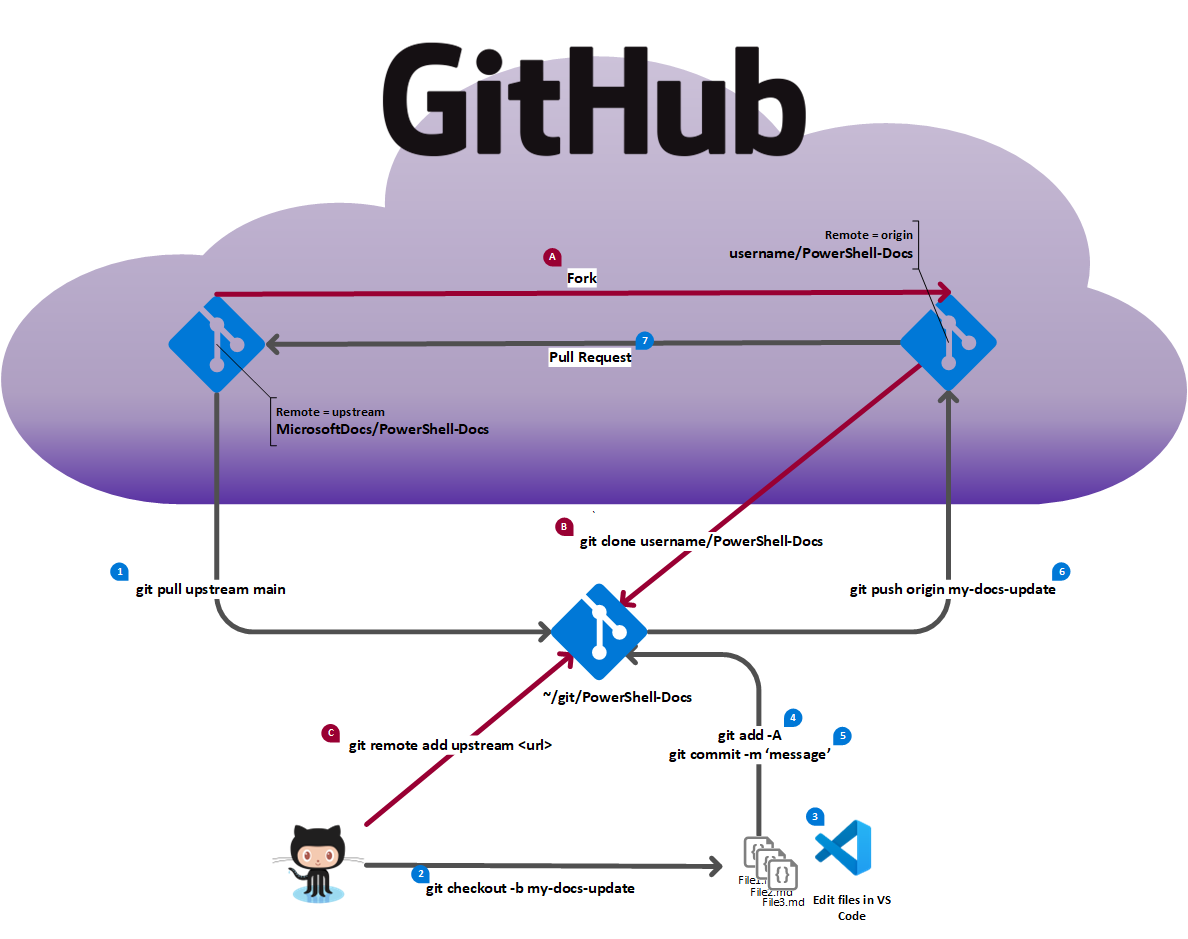 GitHub
Remote = origin
username/PowerShell-Docs
A
Fork
7
Pull Request
Remote = upstream
MicrosoftDocs/PowerShell-Docs
B
git clone username/PowerShell-Docs
1
git pull upstream main
6
git push origin my-docs-update
~/git/PowerShell-Docs
C
git remote add upstream <url>
4
git add -A
5
git commit -m ‘message’
3
2
git checkout -b my-docs-update
File2.md
File3.md
Edit files in VS
Code